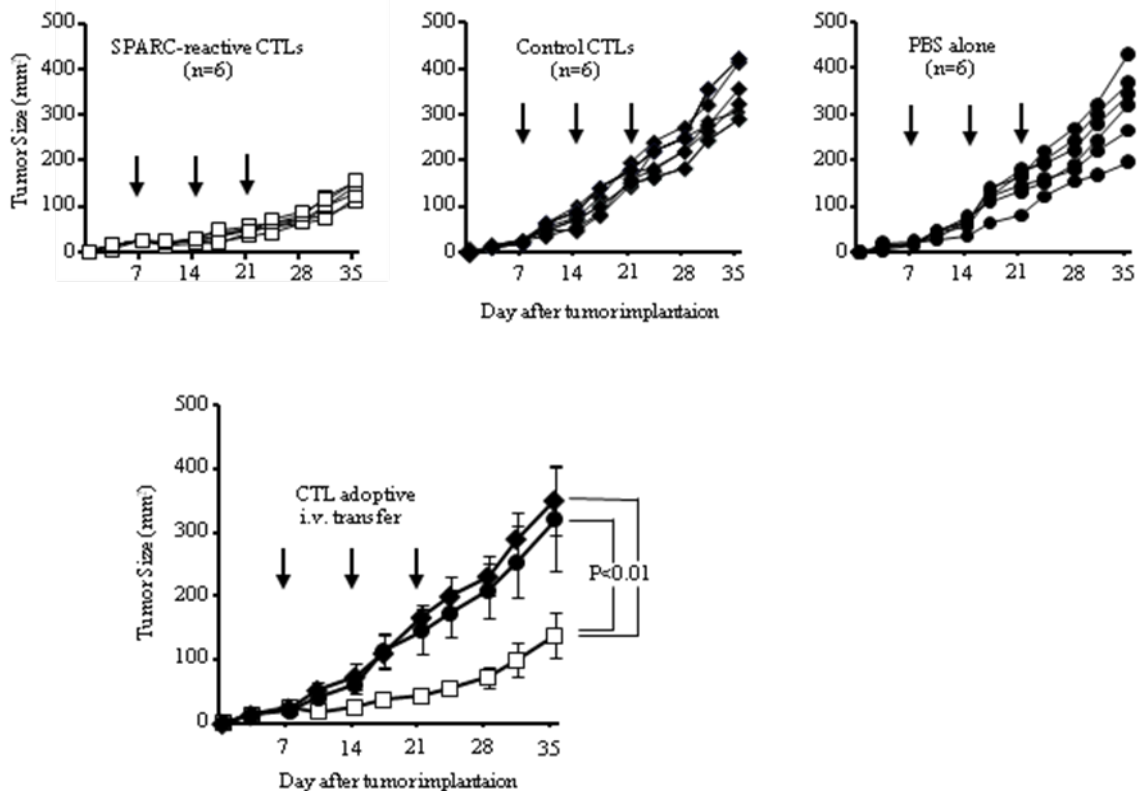 500
400
300
200
100
0
Tumor Size (mm²)
SPARC-reactive CTLs
(n=6)
7 14 21 28 35
500
400
300
200
100
0
Control CTLs
(n=6)
7 14 21 28 35
500
400
300
200
100
0
PBS alone
(n=6)
7 14 21 28 35
Day after tumor implantaion
500
400
300
200
100
0
Tumor Size (mm²)
CTL adoptive
i.v. transfer
P<0.01
7 14 21 28 35
Day after tumor implantaion